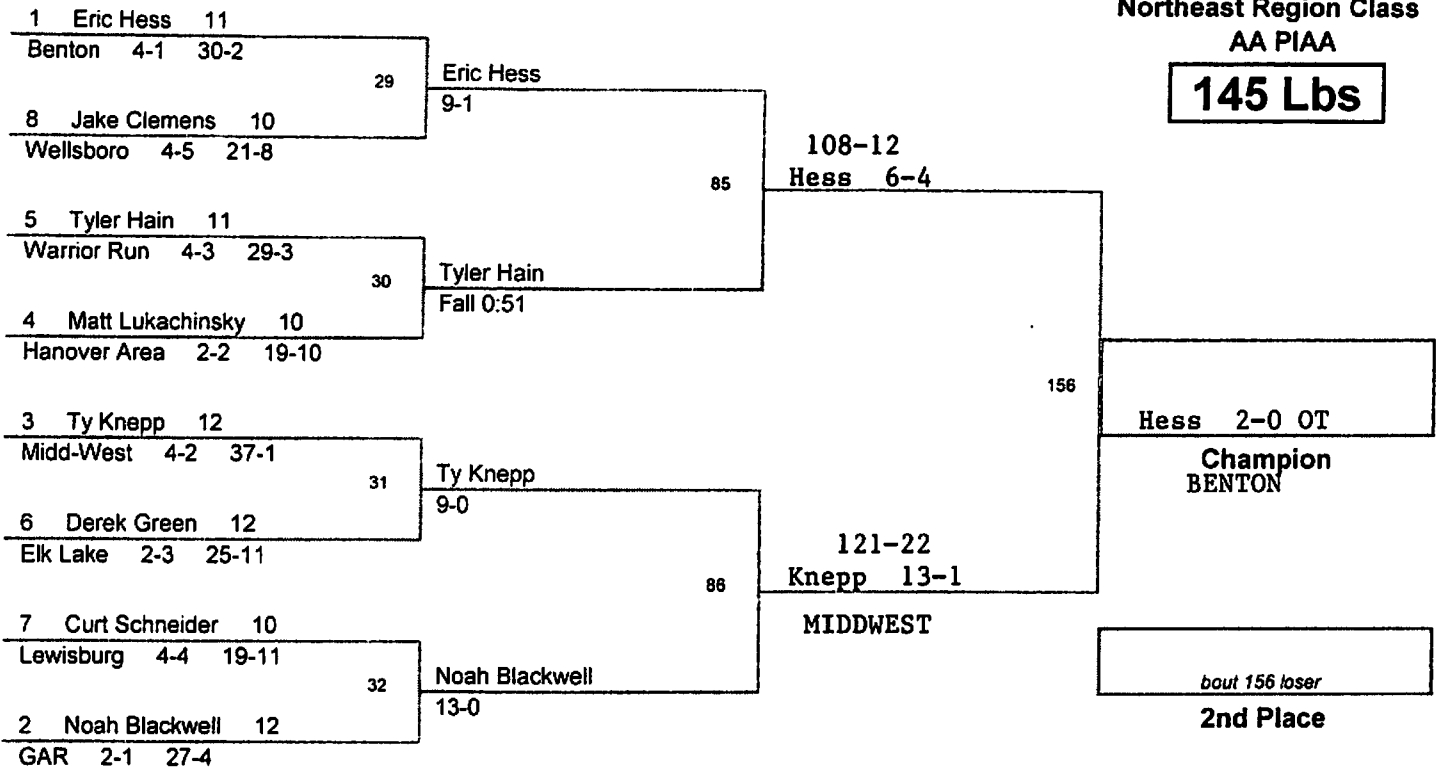 Northeast Region Class
AA PIAA
145 Lbs
1 Eric Hess 11
Benton 4-1 30-2
29
Eric Hess
9-1
8 Jake Clemens 10
Wellsboro 4-5 21-8
85
108-12
Hess 6-4
5 Tyler Hain 11
Warrior Run 4-3 29-3
30
Tyler Hain
Fall 0:51
4 Matt Lukachinsky 10
Hanover Area 2-2 19-10
156
Hess 2-0 OT
Champion
BENTON
3 Ty Knepp 12
Midd-West 4-2 37-1
31
Ty Knepp
9-0
6 Derek Green 12
Elk Lake 2-3 25-11
86
121-22
Knepp 13-1
MIDDWEST
7 Curt Schneider 10
Lewisburg 4-4 19-11
32
Noah Blackwell
13-0
2 Noah Blackwell 12
GAR 2-1 27-4
bout 156 loser
2nd Place